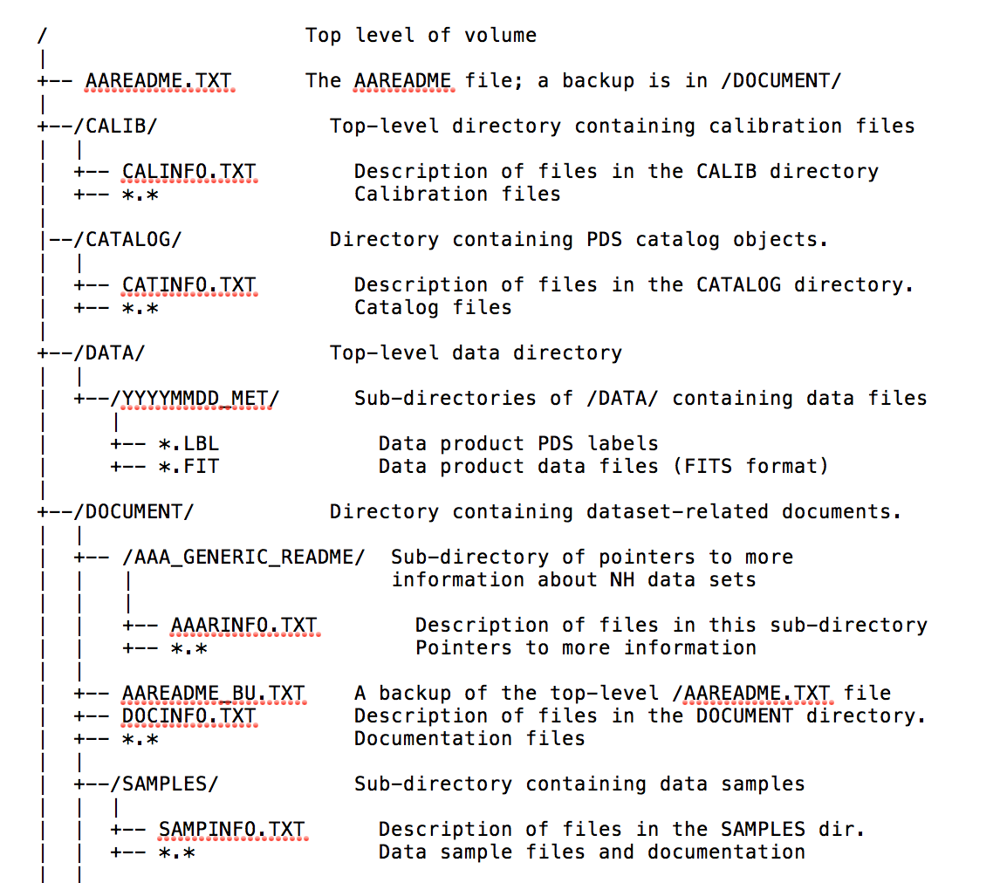 /                     Top level of volume
|
+-- AAREADME.TXT      The AAREADME file; a backup is in /DOCUMENT/
|
+--/CALIB/              Top-level directory containing calibration files
|  |
|  +-- CALINFO.TXT        Description of files in the CALIB directory
|  +-- *.*                Calibration files
|
|--/CATALOG/            Directory containing PDS catalog objects.
|  |
|  +-- CATINFO.TXT        Description of files in the CATALOG directory.
|  +-- *.*                Catalog files
|
+--/DATA/               Top-level data directory
|  |
|  +--/YYYYMMDD_MET/      Sub-directories of /DATA/ containing data files
|     |
|     +-- *.LBL             Data product PDS labels
|     +-- *.FIT             Data product data files (FITS format)
|
+--/DOCUMENT/           Directory containing dataset-related documents.
|  |
|  +-- /AAA_GENERIC_README/  Sub-directory of pointers to more
|  |   |                     information about NH data sets
|  |   |
|  |   +-- AAARINFO.TXT        Description of files in this sub-directory
|  |   +-- *.*                 Pointers to more information
|  |
|  +-- AAREADME_BU.TXT    A backup of the top-level /AAREADME.TXT file
|  +-- DOCINFO.TXT        Description of files in the DOCUMENT directory.
|  +-- *.*                Documentation files
|  |
|  +--/SAMPLES/           Sub-directory containing data samples
|  |  |
|  |  +-- SAMPINFO.TXT      Description of files in the SAMPLES dir.
|  |  +-- *.*               Data sample files and documentation
|  |